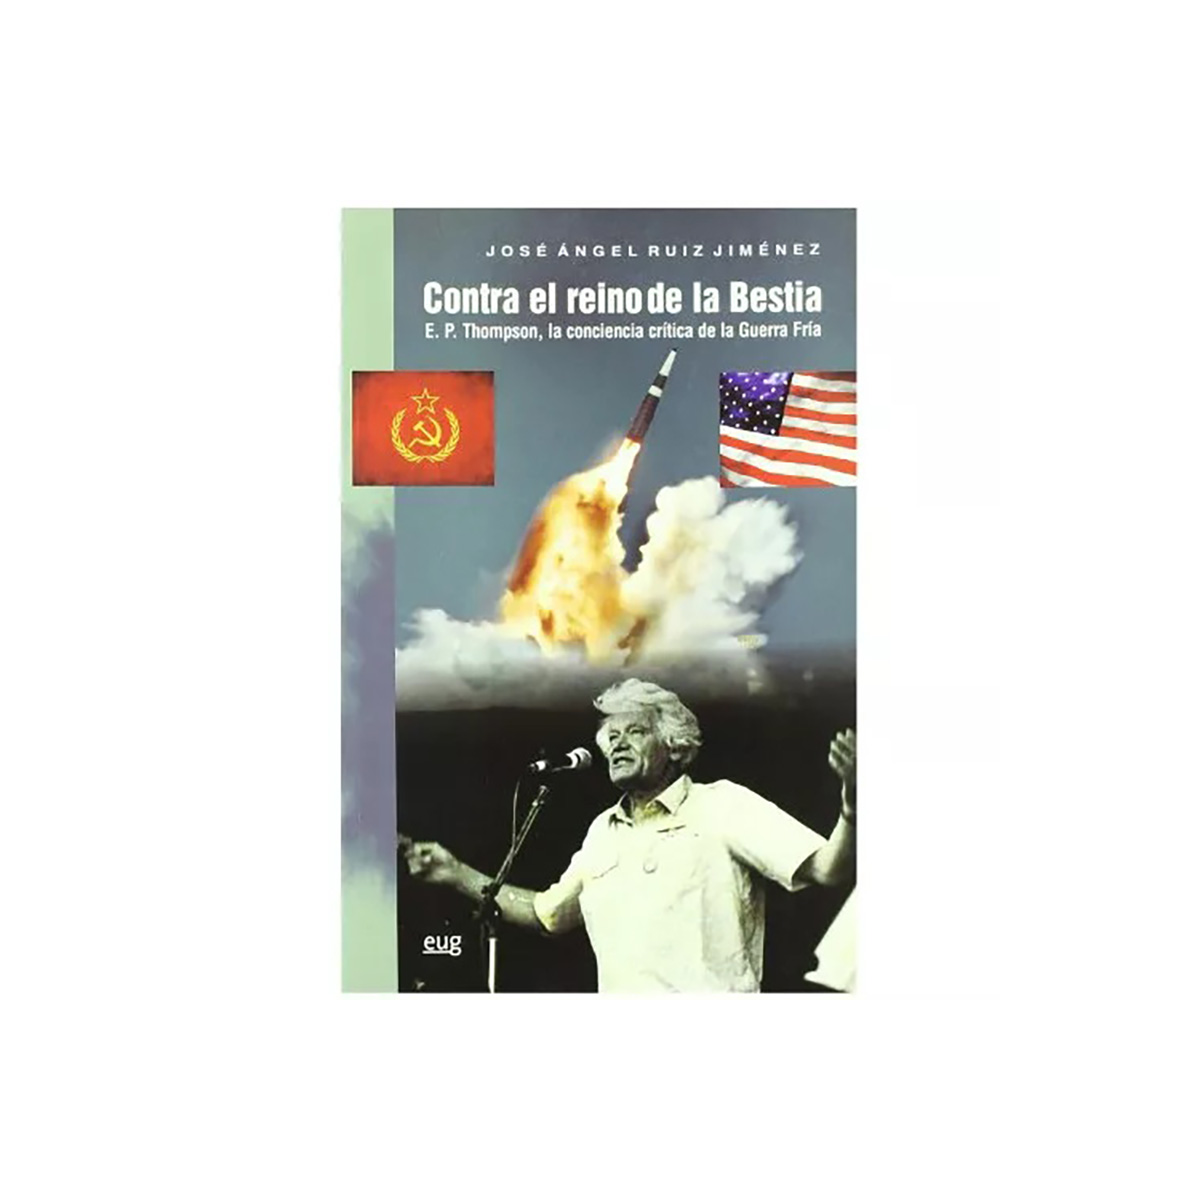 JOSÉ ÁNGEL RUIZ JIMÉNEZ
Contra el reino de la Bestia
E. P. Thompson, la conciencia crítica de la Guerra Fría
eug